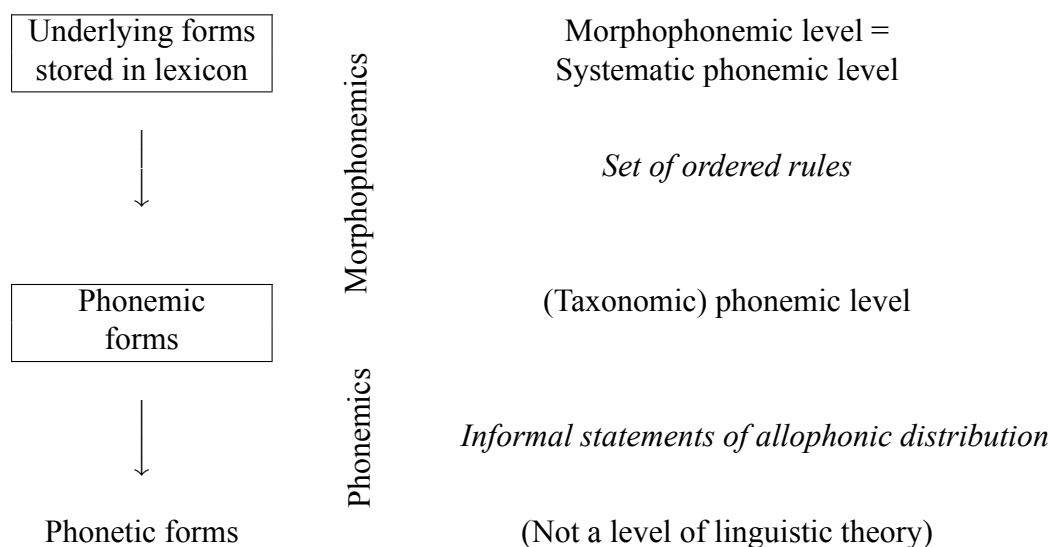 Underlying forms
stored in lexicon
Morphophonemic level =
Systematic phonemic level
Morphophonemics
Set of ordered rules
Phonemic
forms
(Taxonomic) phonemic level
Phonemics
Informal statements of allophonic distribution
Phonetic forms
(Not a level of linguistic theory)